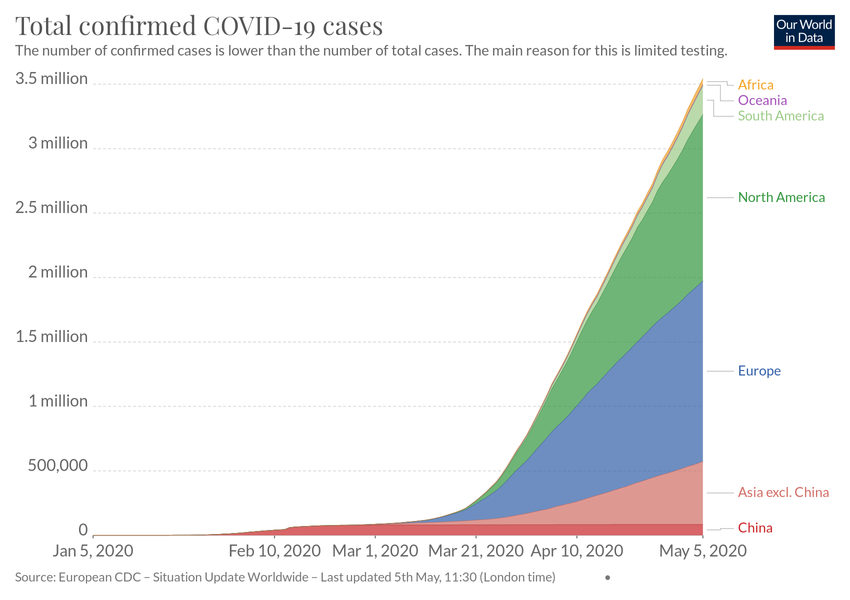 Total confirmed COVID-19 cases
Our World
in Data
The number of confirmed cases is lower than the number of total cases. The main reason for this is limited testing.
3.5 million
Africa
Oceania
South America
3 million
North America
2.5 million
2 million
1.5 million
Europe
1 million
500,000
Asia excl. China
China
0
Jan 5, 2020
Feb 10, 2020
Mar 1, 2020
Mar 21, 2020
Apr 10, 2020
May 5, 2020
Source: European CDC – Situation Update Worldwide – Last updated 5th May, 11:30 (London time)
•